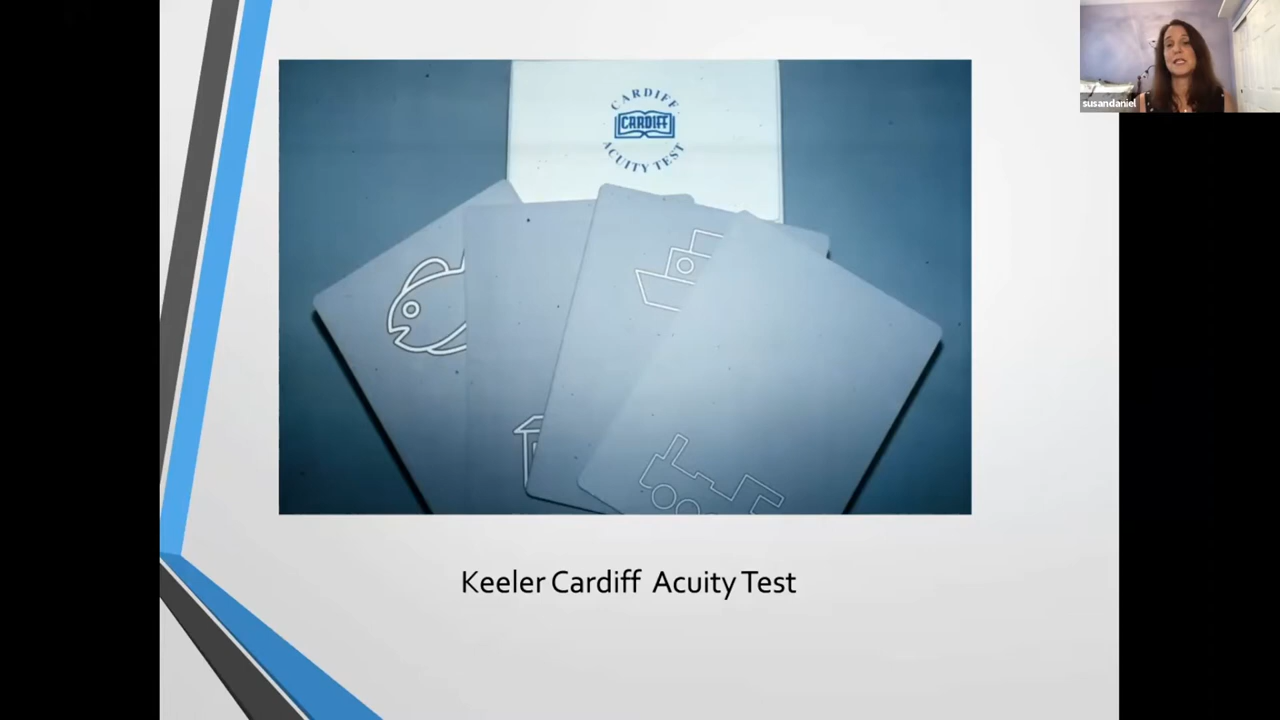 CARDIFF
CARDIFF
ACUITY TEST
susandaniel
Keeler Cardiff Acuity Test